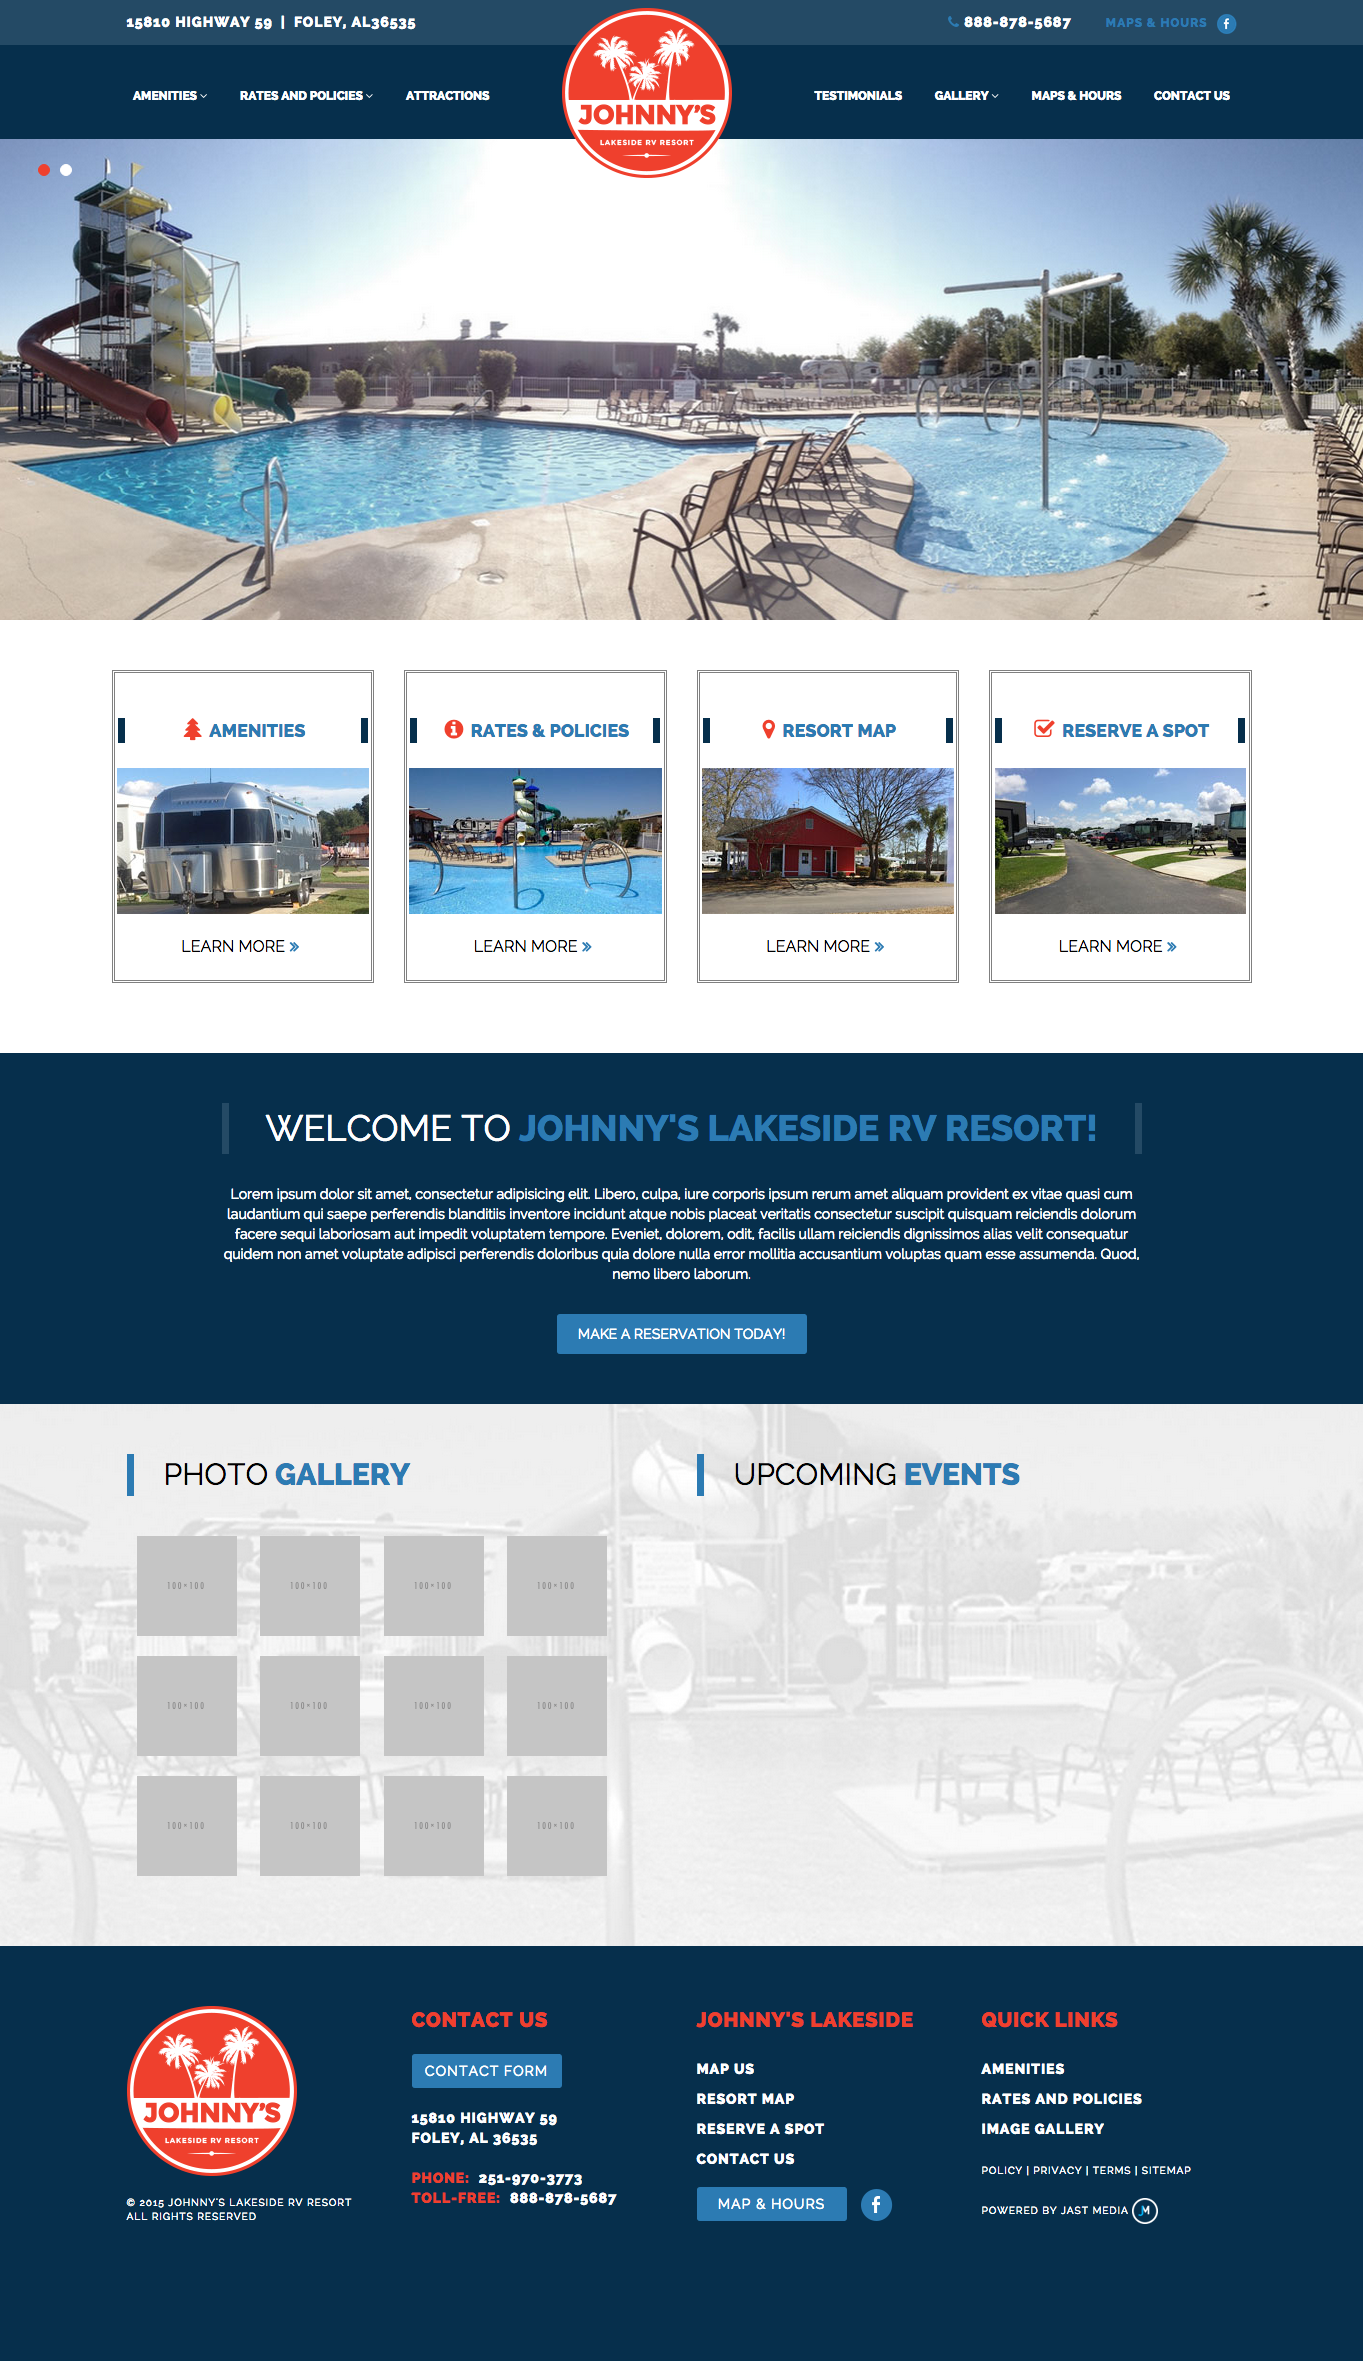 15810 HIGHWAY 59 | FOLEY, AL36535
888-878-5687
MAPS & HOURS
AMENITIES
RATES AND POLICIES
ATTRACTIONS
JOHNNY'S
LAKESIDE RV RESORT
TESTIMONIALS
GALLERY
MAPS & HOURS
CONTACT US
AMENITIES
RATES & POLICIES
RESORT MAP
RESERVE A SPOT
LEARN MORE »
LEARN MORE »
LEARN MORE »
LEARN MORE »
WELCOME TO JOHNNY'S LAKESIDE RV RESORT!
Lorem ipsum dolor sit amet, consectetur adipisicing elit. Libero, culpa, iure corporis ipsum rerum amet aliquam provident ex vitae quasi cum
laudantium qui saepe perferendis blanditiis inventore incidunt atque nobis placeat veritatis consectetur suscipit quisquam reiciendis dolorum
facere sequi laboriosam aut impedit voluptatem tempore. Eveniet, dolorem, odit, facilis ullam reiciendis dignissimos alias velit consequatur
quidem non amet voluptate adipisci perferendis doloribus quia dolore nulla error mollitia accusantium voluptas quam esse assumenda. Quod,
nemo libero laborum.
MAKE A RESERVATION TODAY!
PHOTO GALLERY
UPCOMING EVENTS
100×100
100×100
100×100
100×100
100×100
100×100
100×100
100×100
100×100
100×100
100×100
100×100
JOHNNY'S
LAKESIDE RV RESORT
© 2015 JOHNNY'S LAKESIDE RV RESORT
ALL RIGHTS RESERVED
CONTACT US
CONTACT FORM
15810 HIGHWAY 59
FOLEY, AL 36535
PHONE: 251-970-3773
TOLL-FREE: 888-878-5687
JOHNNY'S LAKESIDE
MAP US
RESORT MAP
RESERVE A SPOT
CONTACT US
MAP & HOURS
QUICK LINKS
AMENITIES
RATES AND POLICIES
IMAGE GALLERY
POLICY | PRIVACY | TERMS | SITEMAP
POWERED BY JAST MEDIA JM